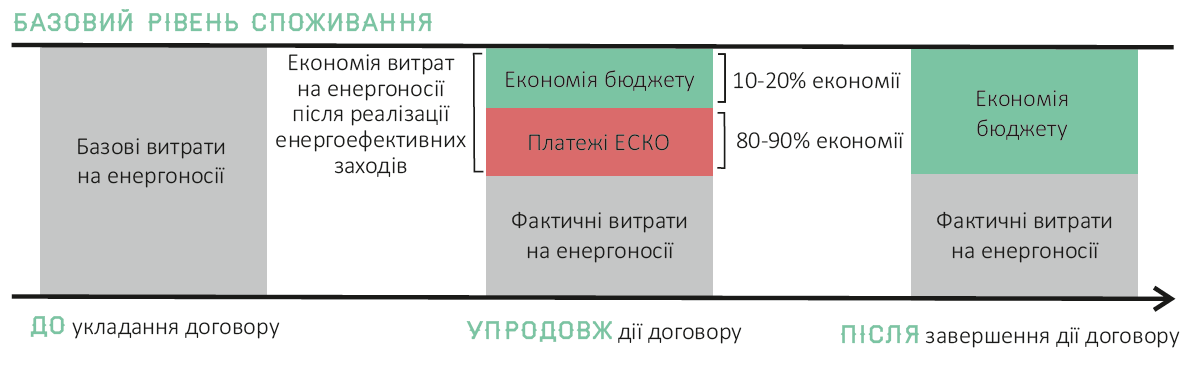 БАЗОВИЙ РІВЕНЬ СПОЖИВАННЯ
Базові витрати
на енергоносії
Економія витрат
на енергоносії
після реалізації
енергоефективних
заходів
Економія бюджету
10-20% економії
Платежі ЕСКО
80-90% економії
Фактичні витрати
на енергоносії
Економія
бюджету
Фактичні витрати
на енергоносії
ДО укладання договору
УПРОДОВЖ дії договору
ПІСЛЯ завершення дії договору